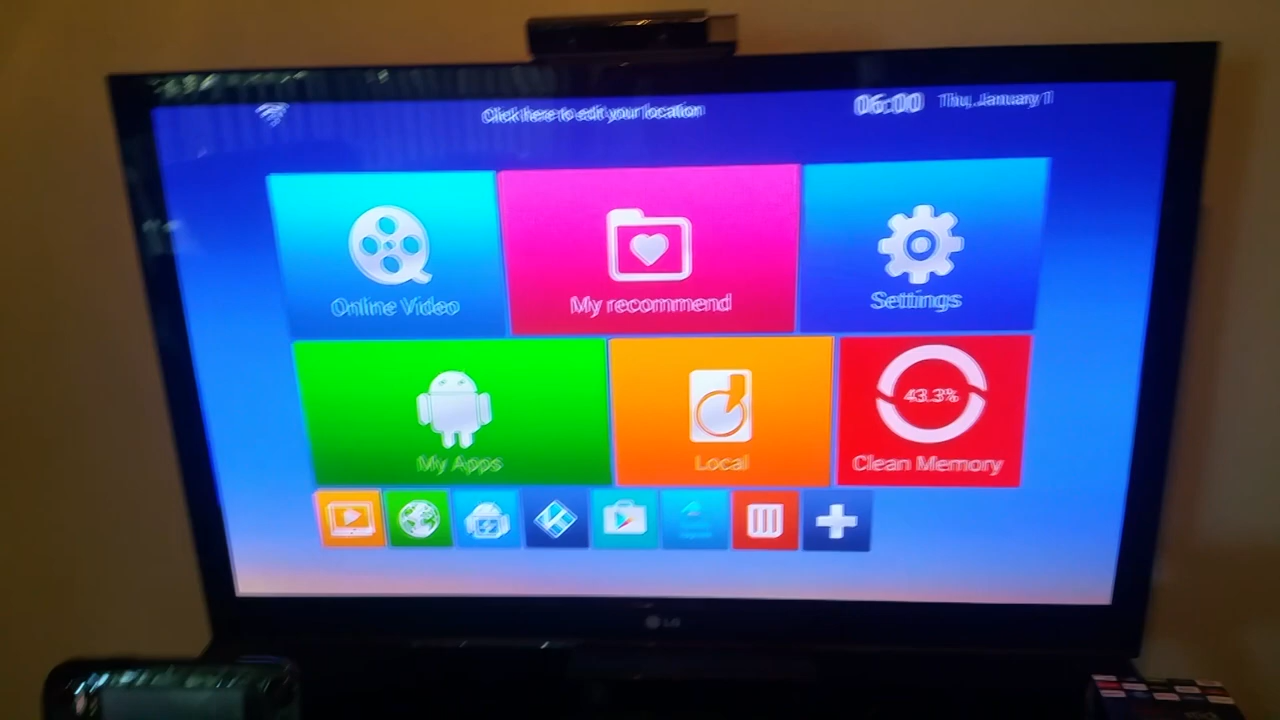 Click here to edit your location
06:00 Thu, January 1
Online Video
My recommend
Settings
My Apps
Local
43.3%
Clean Memory
LG